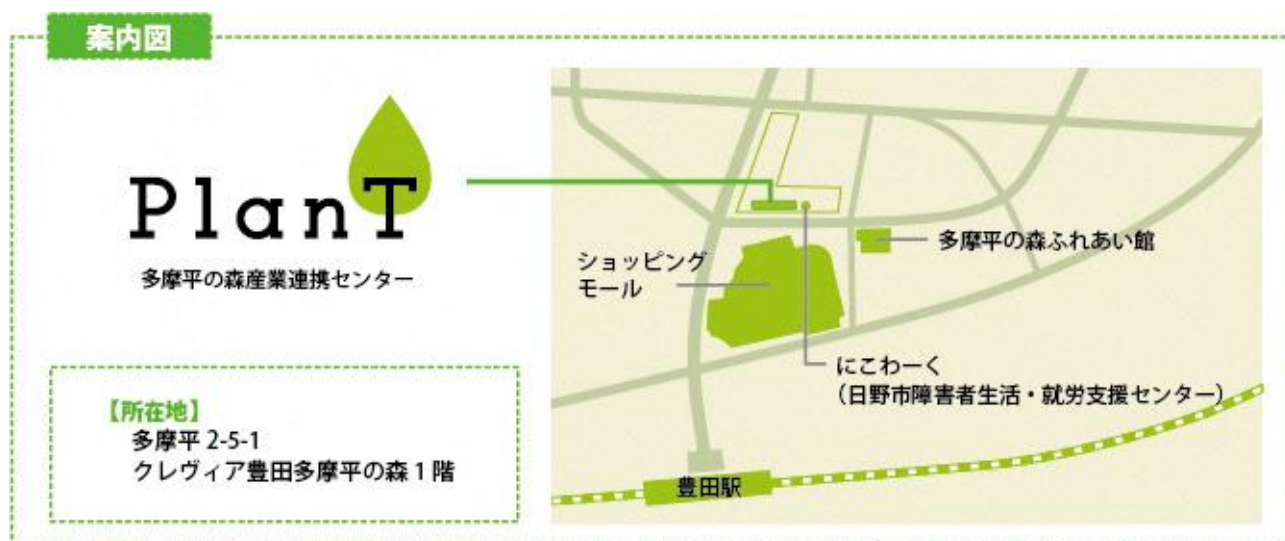 案内図
PlanT
多摩平の森産業連携センター
【所在地】
多摩平 2-5-1
クレヴィア豊田多摩平の森 1 階
ショッピング
モール
多摩平の森ふれあい館
にこわーく
（日野市障害者生活・就労支援センター）
豊田駅